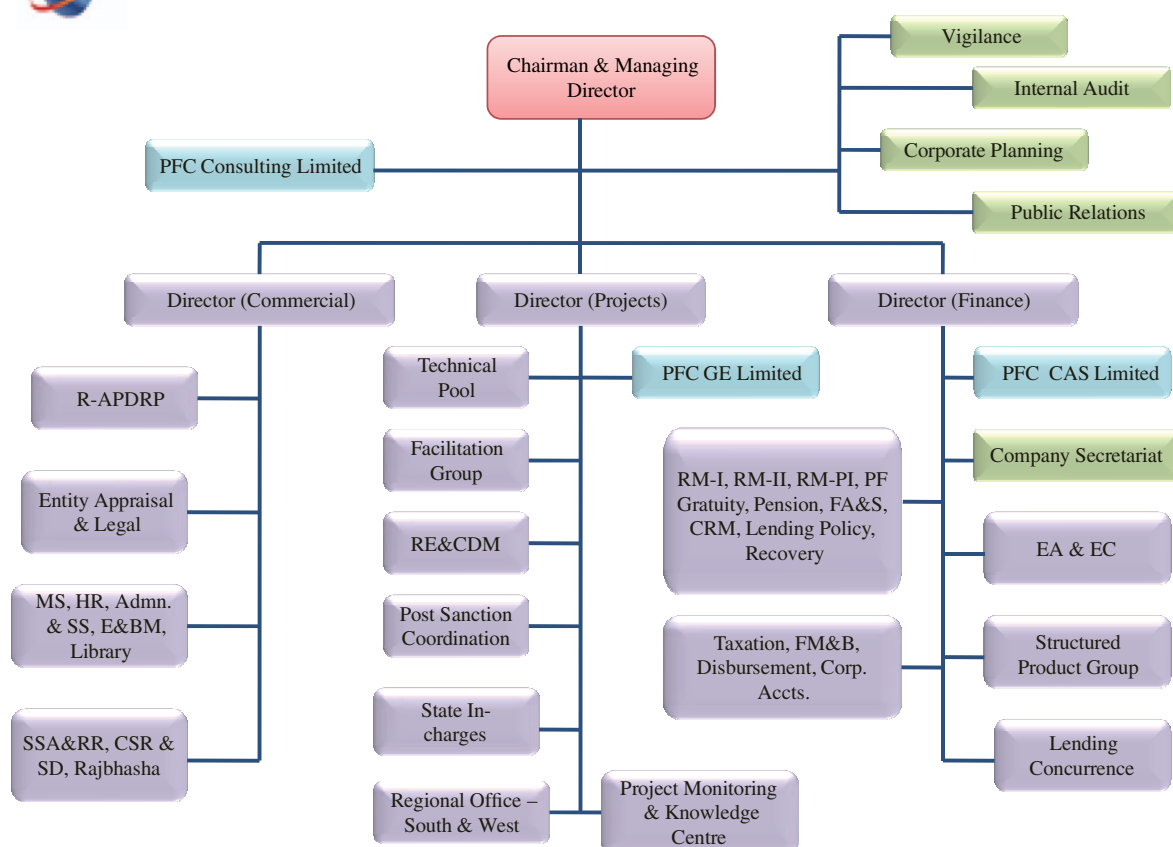 Chairman & Managing
Director
Vigilance
Internal Audit
Corporate Planning
Public Relations
PFC Consulting Limited
Director (Commercial)
Director (Projects)
Director (Finance)
R-APDRP
Entity Appraisal
& Legal
MS, HR, Admn.
& SS, E&BM,
Library
SSA&RR, CSR &
SD, Rajbhasha
Technical
Pool
PFC GE Limited
Facilitation
Group
RE&CDM
Post Sanction
Coordination
State In-
charges
Regional Office –
South & West
Project Monitoring
& Knowledge
Centre
PFC CAS Limited
Company Secretariat
RM-I, RM-II, RM-PI, PF
Gratuity, Pension, FA&S,
CRM, Lending Policy,
Recovery
EA & EC
Taxation, FM&B,
Disbursement, Corp.
Accts.
Structured
Product Group
Lending
Concurrence